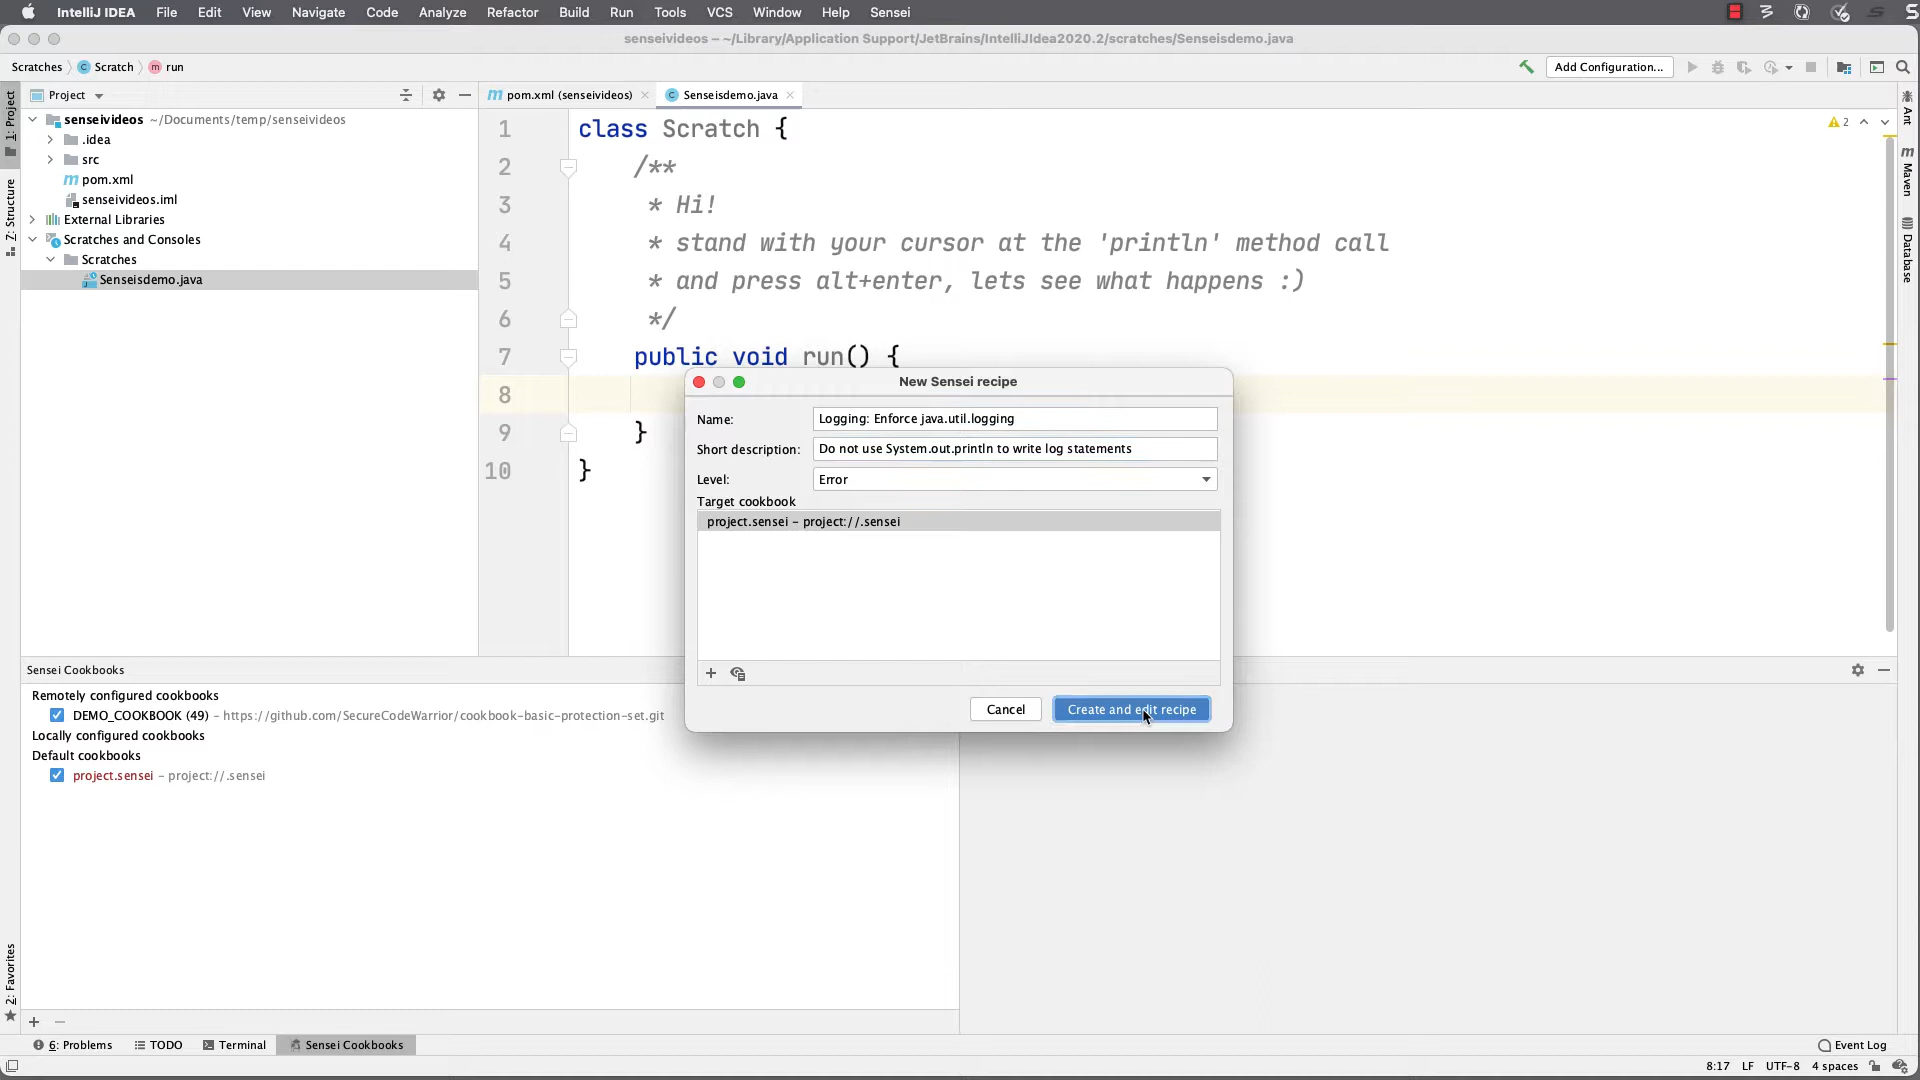 IntelliJ IDEA File Edit View Navigate Code Analyze Refactor Build Run Tools VCS Window Help Sensei
senseivideos – ~/Library/Application Support/JetBrains/IntelliJIdea2020.2/scratches/Senseisdemo.java
Scratches Scratch run Add Configuration...
Project
pom.xml (senseivideos) Senseisdemo.java
senseivideos ~/Documents/temp/senseivideos
.idea
src
pom.xml
senseivideos.iml
External Libraries
Scratches and Consoles
Scratches
Senseisdemo.java
1: Project
Z: Structure
2: Favorites
1 class Scratch {
2 /**
3 * Hi!
4 * stand with your cursor at the 'println' method call
5 * and press alt+enter, lets see what happens :)
6 */
7 public void run() {
8
9 }
10 }
2
Ant
Maven
Database
New Sensei recipe
Name: Logging: Enforce java.util.logging
Short description: Do not use System.out.println to write log statements
Level: Error
Target cookbook
project.sensei – project://.sensei
Cancel Create and edit recipe
Sensei Cookbooks
Remotely configured cookbooks
DEMO_COOKBOOK (49) – https://github.com/SecureCodeWarrior/cookbook-basic-protection-set.git
Locally configured cookbooks
Default cookbooks
project.sensei – project://.sensei
6: Problems TODO Terminal Sensei Cookbooks Event Log
8:17 LF UTF-8 4 spaces